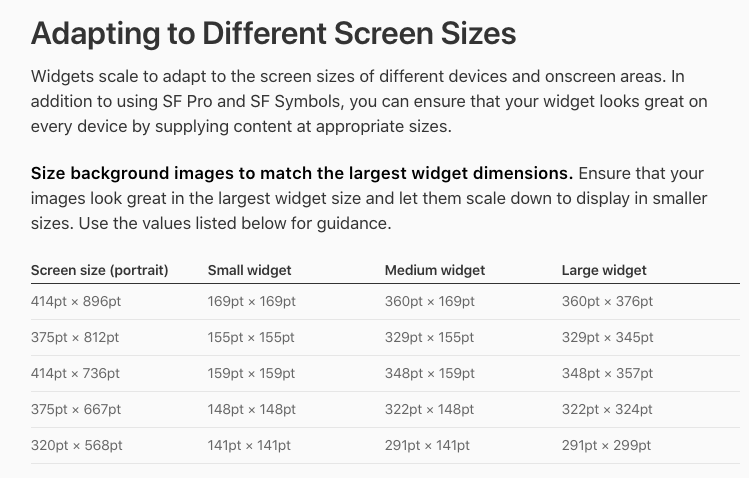 Adapting to Different Screen Sizes
Widgets scale to adapt to the screen sizes of different devices and onscreen areas. In
addition to using SF Pro and SF Symbols, you can ensure that your widget looks great on
every device by supplying content at appropriate sizes.
Size background images to match the largest widget dimensions. Ensure that your
images look great in the largest widget size and let them scale down to display in smaller
sizes. Use the values listed below for guidance.
Screen size (portrait) Small widget Medium widget Large widget
414pt × 896pt 169pt × 169pt 360pt × 169pt 360pt × 376pt
375pt × 812pt 155pt × 155pt 329pt × 155pt 329pt × 345pt
414pt × 736pt 159pt × 159pt 348pt × 159pt 348pt × 357pt
375pt × 667pt 148pt × 148pt 322pt × 148pt 322pt × 324pt
320pt × 568pt 141pt × 141pt 291pt × 141pt 291pt × 299pt